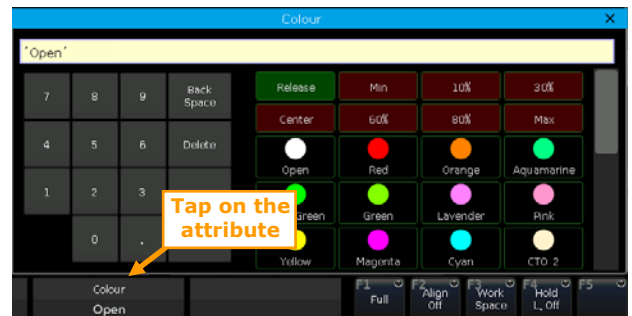 Colour ×
'Open'
7 8 9 Back Space
Release Min 10% 30%
Center 60% 80% Max
4 5 6 Delete
Open Red Orange Aquamarine
1 2 3
Green Green Lavender Pink
Tap on the attribute
0 .
Yellow Magenta Cyan CTO 2
Colour
Open
F1 Full F2 Align Off F3 Work Space F4 Hold L, Off F5